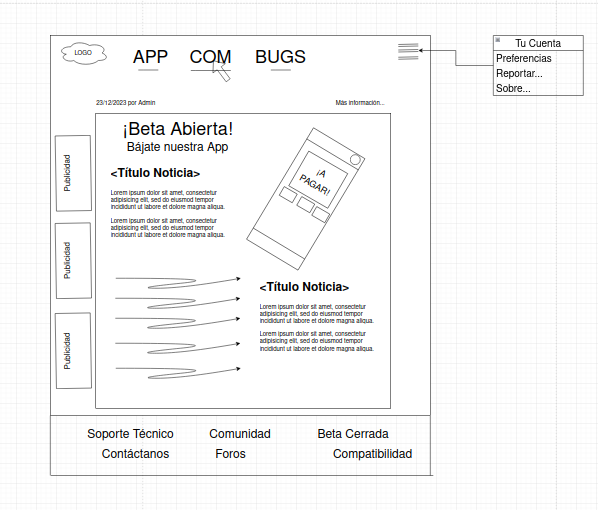 LOGO
APP COM BUGS
Tu Cuenta
Preferencias
Reportar...
Sobre...
23/12/2023 por Admin
Más información...
¡Beta Abierta!
Bájate nuestra App
<Título Noticia>
Lorem ipsum dolor sit amet, consectetur
adipisicing elit, sed do eiusmod tempor
incididunt ut labore et dolore magna aliqua.
Lorem ipsum dolor sit amet, consectetur
adipisicing elit, sed do eiusmod tempor
incididunt ut labore et dolore magna aliqua.
¡A
PAGAR!
Publicidad
Publicidad
Publicidad
<Título Noticia>
Lorem ipsum dolor sit amet, consectetur
adipisicing elit, sed do eiusmod tempor
incididunt ut labore et dolore magna aliqua.
Lorem ipsum dolor sit amet, consectetur
adipisicing elit, sed do eiusmod tempor
incididunt ut labore et dolore magna aliqua.
Soporte Técnico Comunidad Beta Cerrada
Contáctanos Foros Compatibilidad